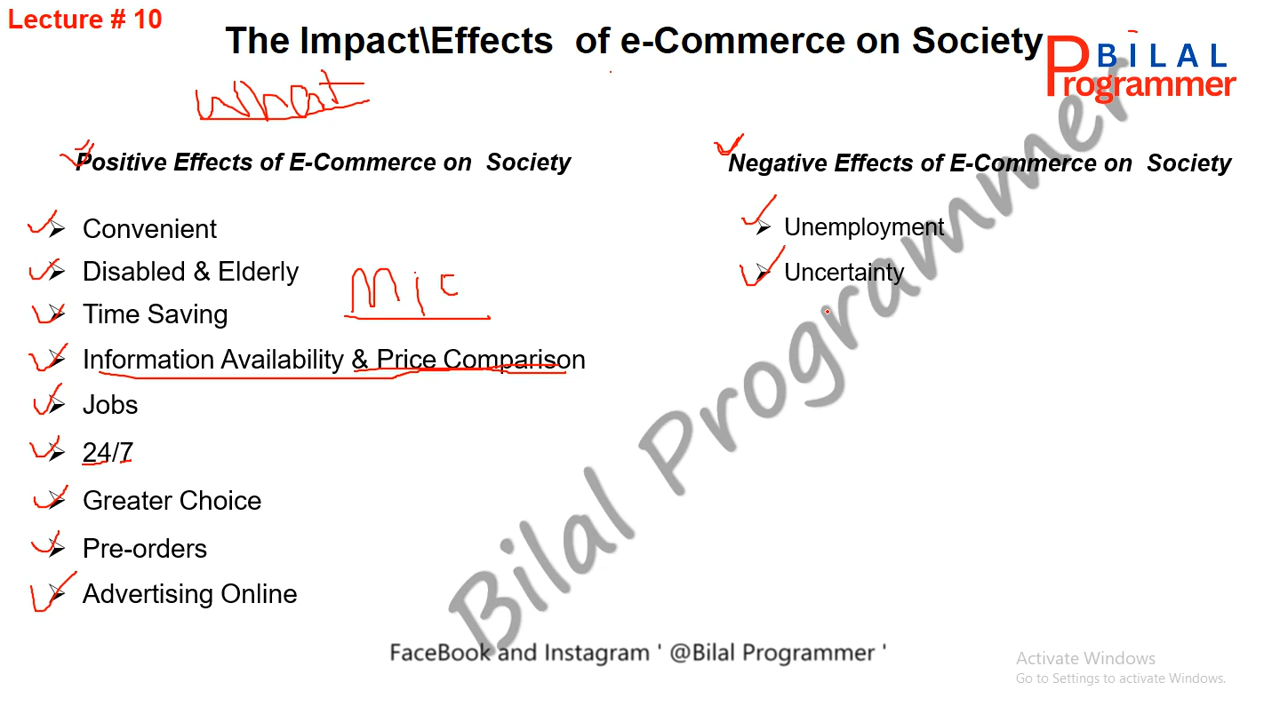 Lecture # 10
The Impact\Effects of e-Commerce on Society
BILAL
Programmer
What
Positive Effects of E-Commerce on Society
Convenient
Disabled & Elderly
Mic
Time Saving
Information Availability & Price Comparison
Jobs
24/7
Greater Choice
Pre-orders
Advertising Online
Negative Effects of E-Commerce on Society
Unemployment
Uncertainty
Bilal Programmer
FaceBook and Instagram ' @Bilal Programmer '
Activate Windows
Go to Settings to activate Windows.